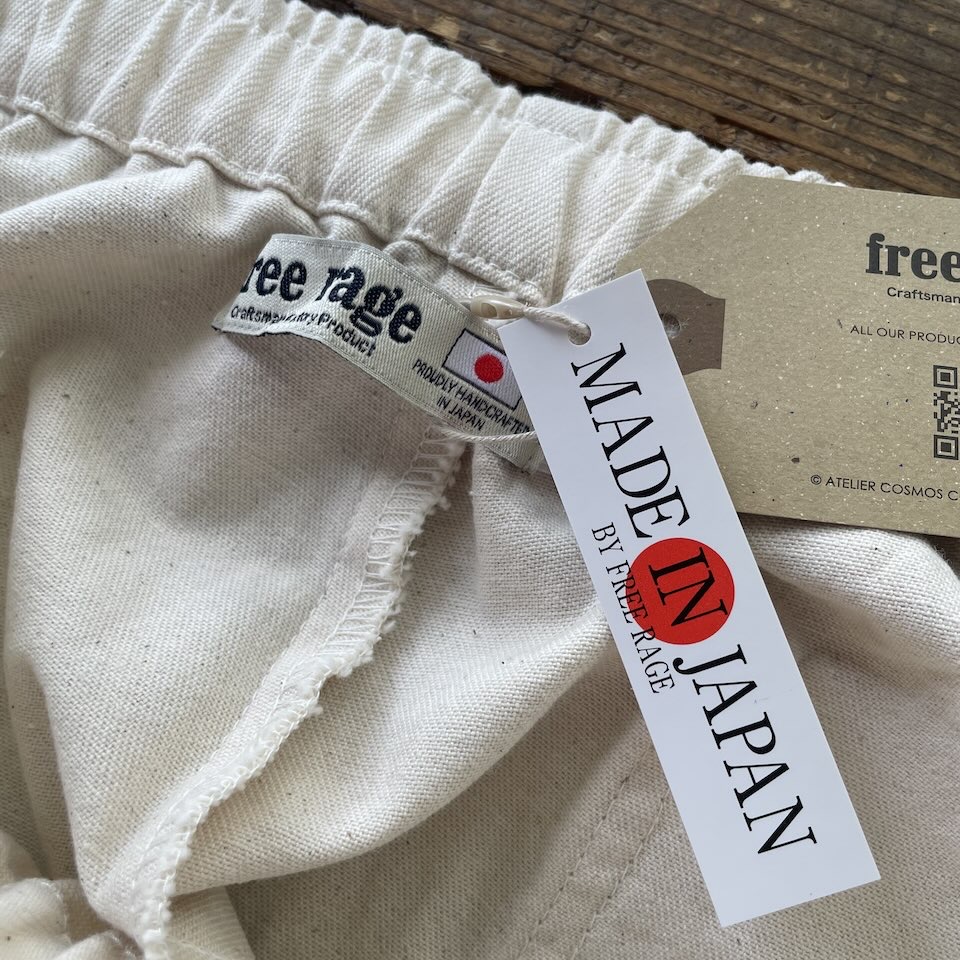 free rage
Craftsmanship Product
PROUDLY HANDCRAFTED
IN JAPAN
MADE IN JAPAN
BY FREE RAGE
free
Craftsman
ALL OUR PRODUC
© ATELIER COSMOS C